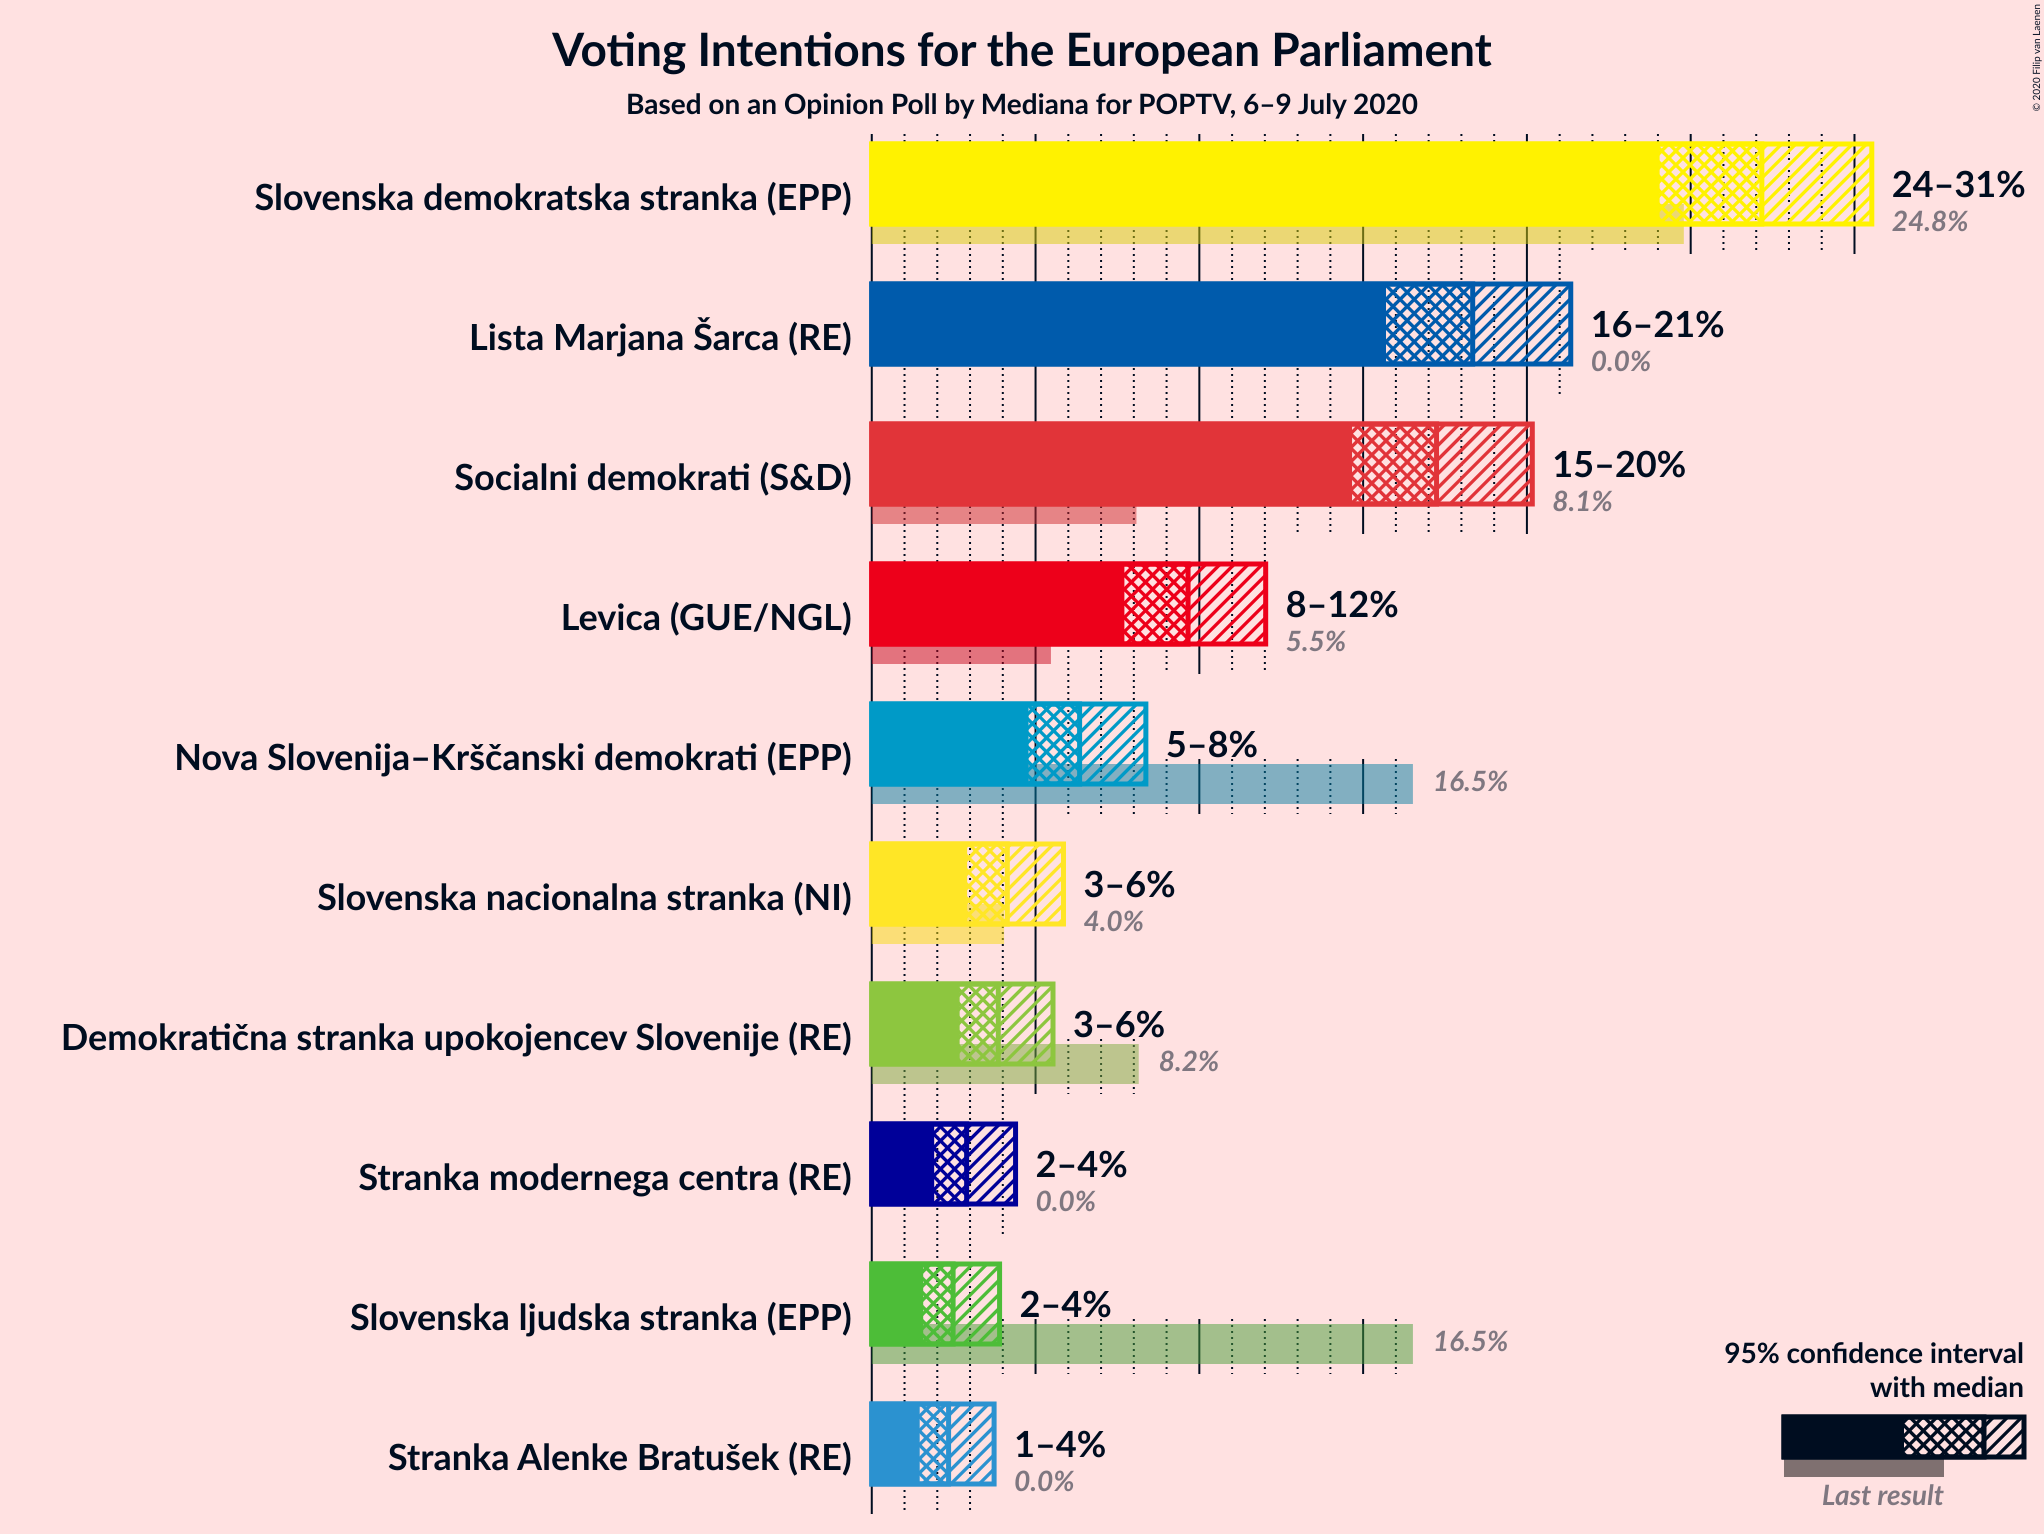 Voting Intentions for the European Parliament
Based on an Opinion Poll by Mediana for POPTV, 6–9 July 2020
© 2020 Filip van Laenen
Slovenska demokratska stranka (EPP)
24–31%
24.8%
Lista Marjana Šarca (RE)
16–21%
0.0%
Socialni demokrati (S&D)
15–20%
8.1%
Levica (GUE/NGL)
8–12%
5.5%
Nova Slovenija–Krščanski demokrati (EPP)
5–8%
16.5%
Slovenska nacionalna stranka (NI)
3–6%
4.0%
Demokratična stranka upokojencev Slovenije (RE)
3–6%
8.2%
Stranka modernega centra (RE)
2–4%
0.0%
Slovenska ljudska stranka (EPP)
2–4%
16.5%
Stranka Alenke Bratušek (RE)
1–4%
0.0%
95% confidence interval
with median
Last result